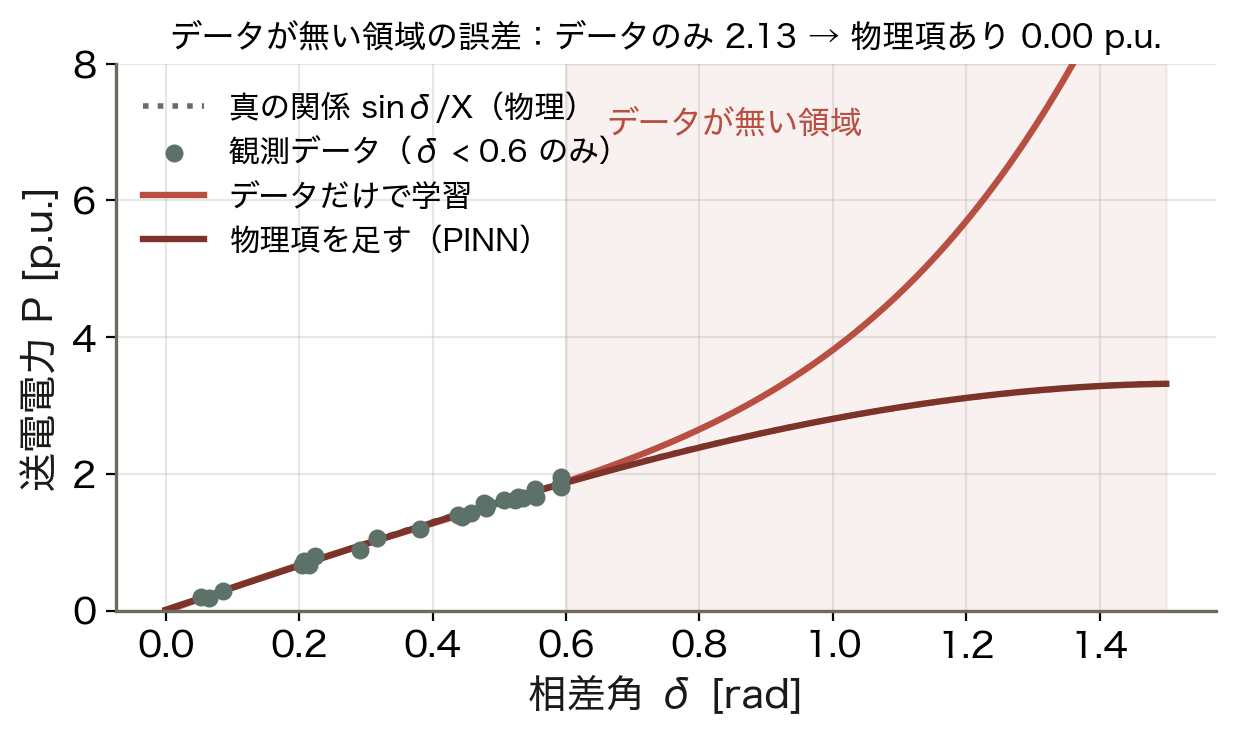 データが無い領域の誤差：データのみ 2.13 → 物理項あり 0.00 p.u.
真の関係 sinδ/X（物理）
観測データ（δ < 0.6 のみ）
データだけで学習
物理項を足す（PINN）
データが無い領域
送電電力 P [p.u.]
8
6
4
2
0
0.0 0.2 0.4 0.6 0.8 1.0 1.2 1.4
相差角 δ [rad]